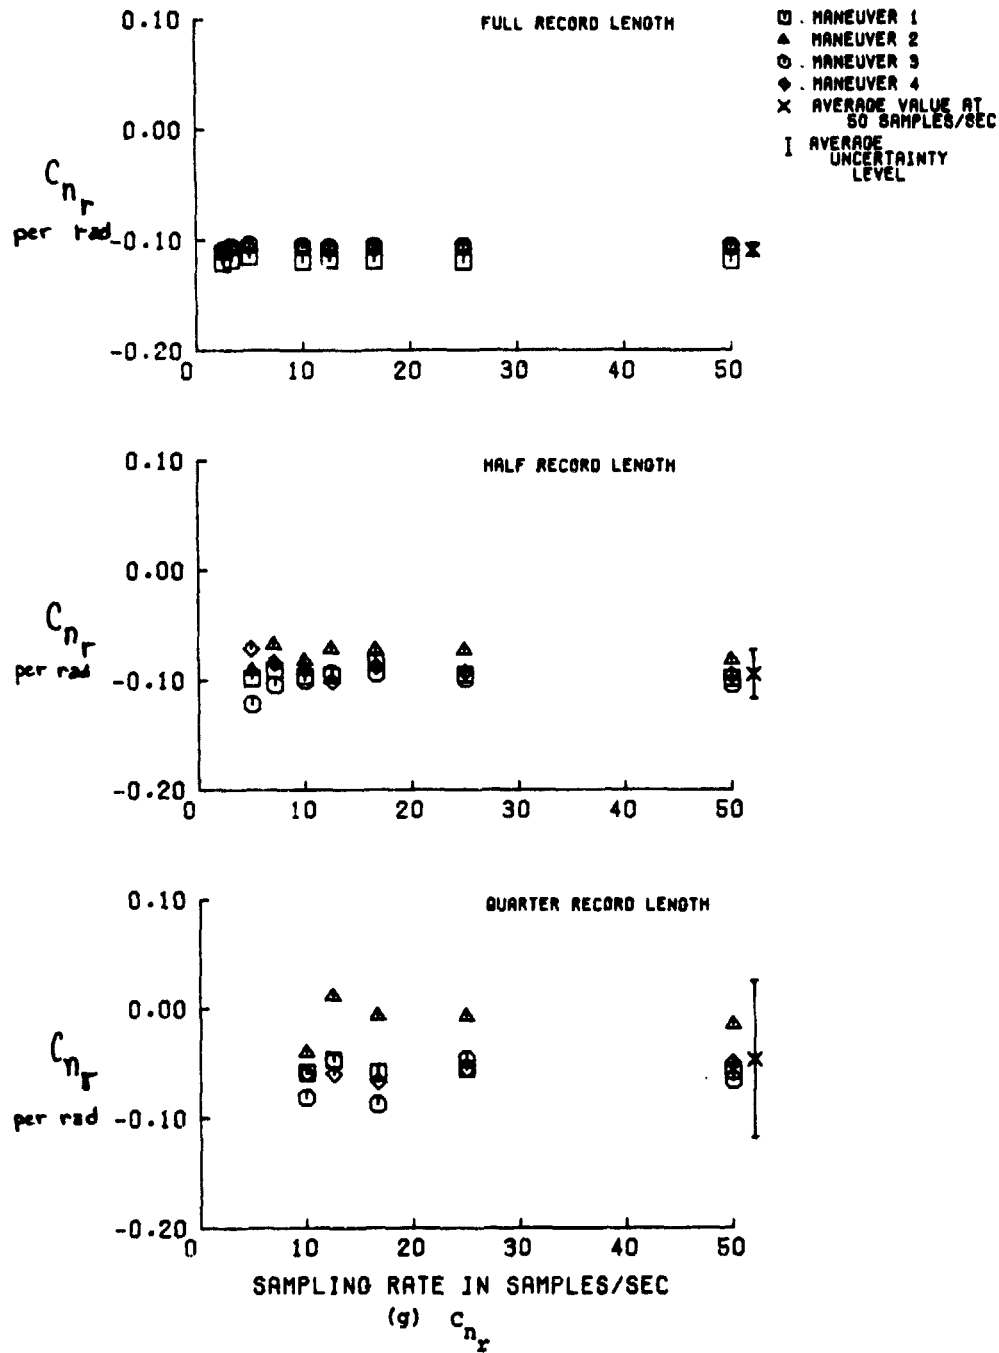 FULL RECORD LENGTH
. MANEUVER 1
MANEUVER 2
. MANEUVER 3
. MANEUVER 4
AVERAGE VALUE AT
50 SAMPLES/SEC
AVERAGE
UNCERTAINTY
LEVEL
0.10
0.00
-0.10
-0.20
C n r
per rad
0 10 20 30 40 50
HALF RECORD LENGTH
0.10
0.00
-0.10
-0.20
C n r
per rad
0 10 20 30 40 50
QUARTER RECORD LENGTH
0.10
0.00
-0.10
-0.20
C n r
per rad
0 10 20 30 40 50
SAMPLING RATE IN SAMPLES/SEC
(g) C n r